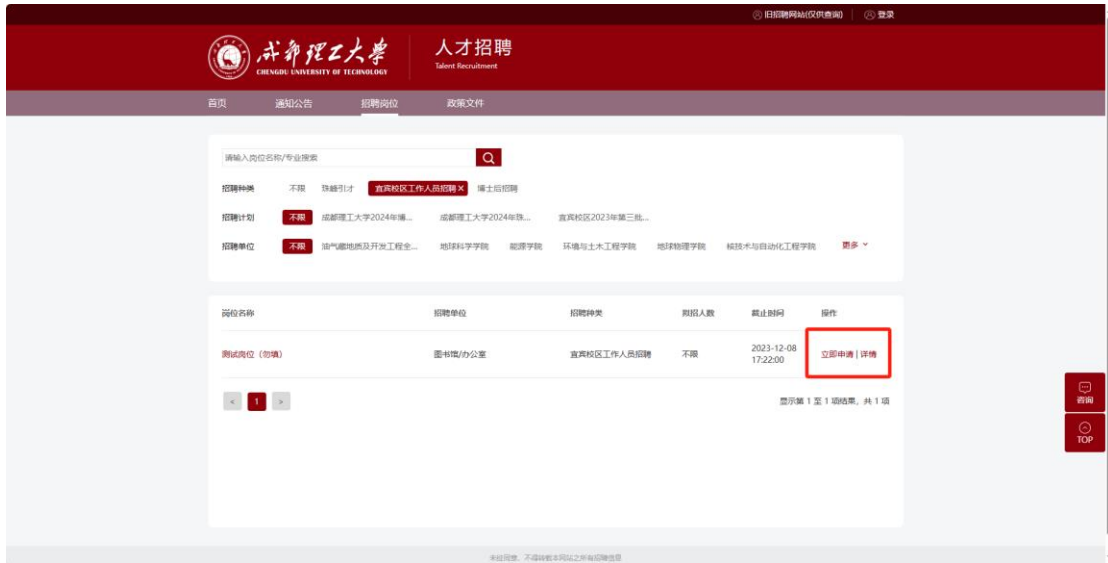 旧招聘网站(仅供查询) 登录
成都理工大学
CHENGDU UNIVERSITY OF TECHNOLOGY
人才招聘
Talent Recruitment
首页 通知公告 招聘岗位 政策文件
请输入岗位名称/专业搜索
招聘种类 不限 珠峰引才 宜宾校区工作人员招聘 X 博士后招聘
招聘计划 不限 成都理工大学2024年博... 成都理工大学2024年珠... 宜宾校区2023年第三批...
招聘单位 不限 油气藏地质及开发工程全... 地球科学学院 能源学院 环境与土木工程学院 地球物理学院 核技术与自动化工程学院 更多
岗位名称 招聘单位 招聘种类 拟招人数 截止时间 操作
测试岗位（勿填） 图书馆/办公室 宜宾校区工作人员招聘 不限 2023-12-08 立即申请 | 详情
17:22:00
< 1 > 显示第 1 至 1 项结果，共 1 项
咨询
TOP
未经同意，不得转载本网站之所有招聘信息